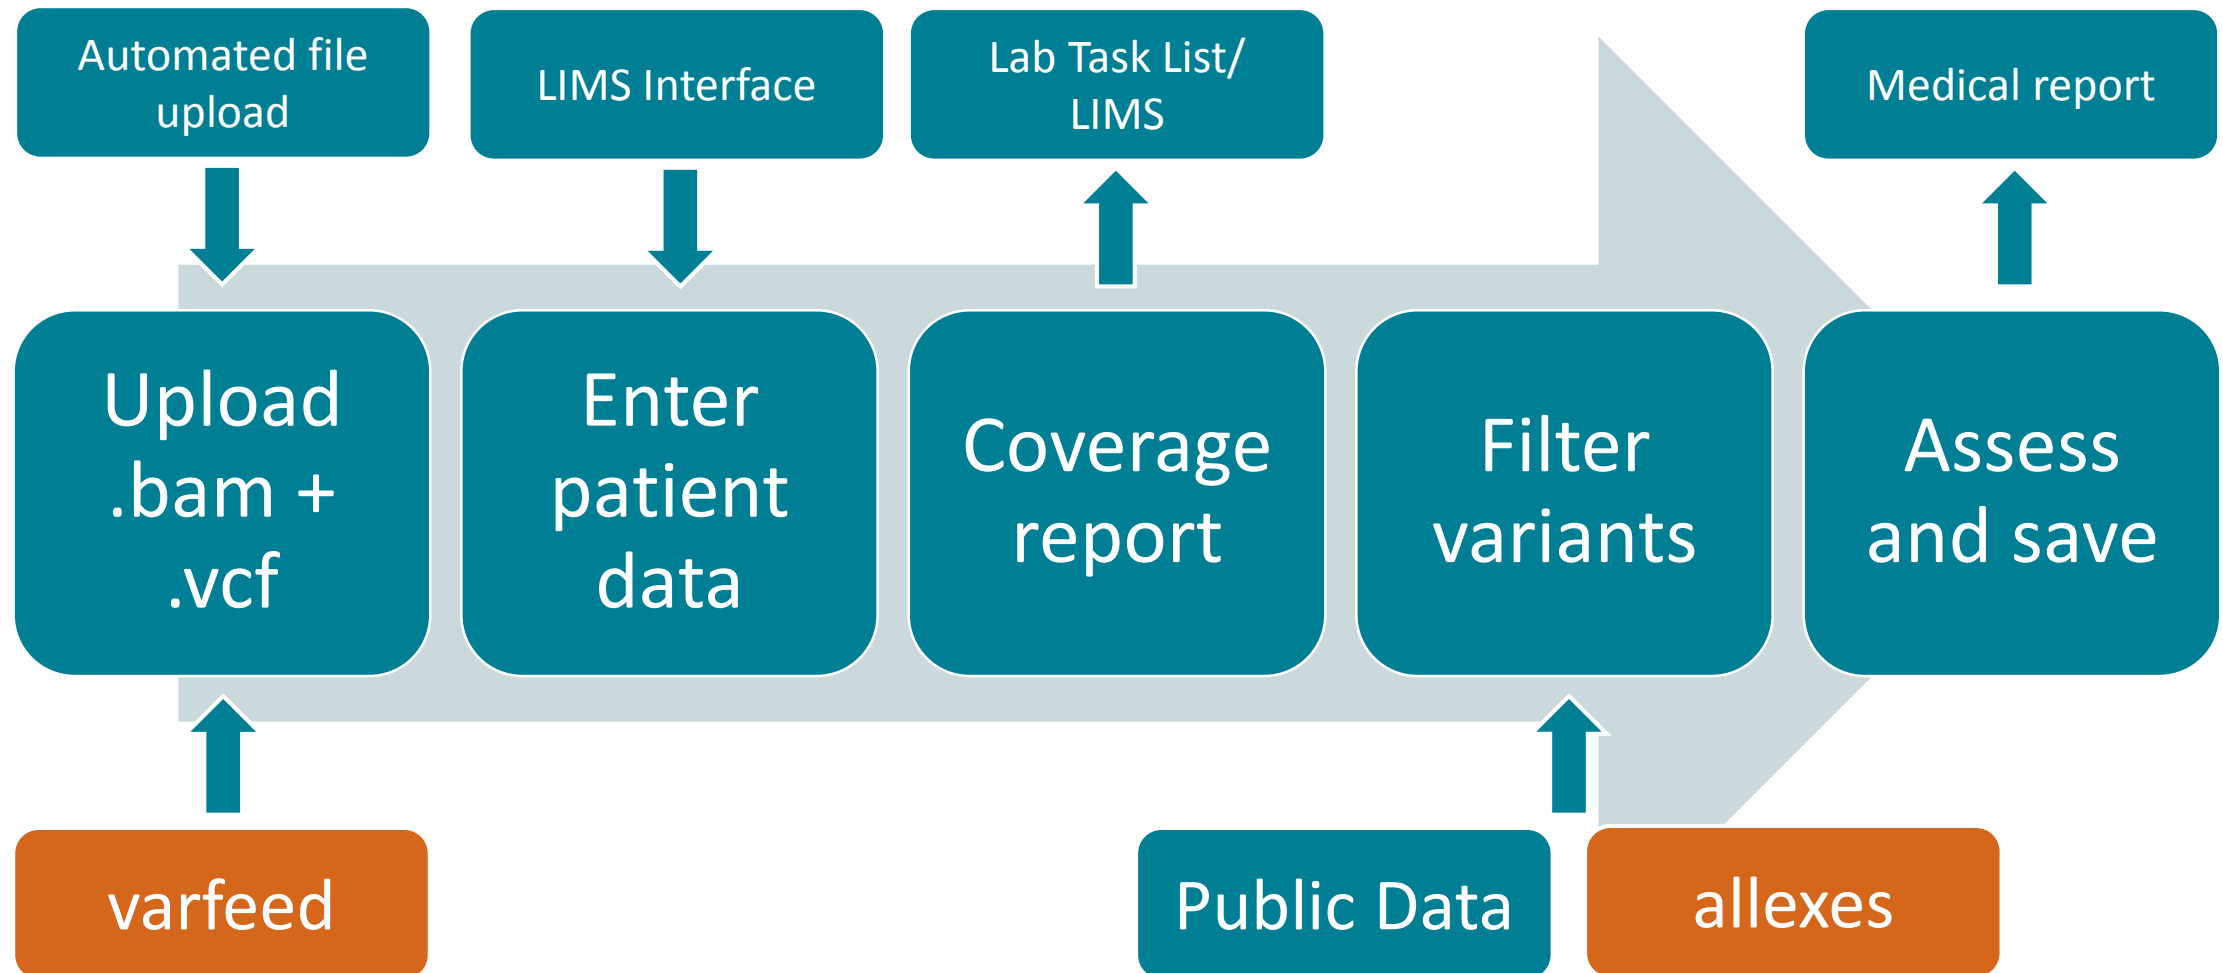 Automated file
upload
LIMS Interface
Lab Task List/
LIMS
Medical report
Upload
.bam +
.vcf
Enter
patient
data
Coverage
report
Filter
variants
Assess
and save
varfeed
Public Data
allexes